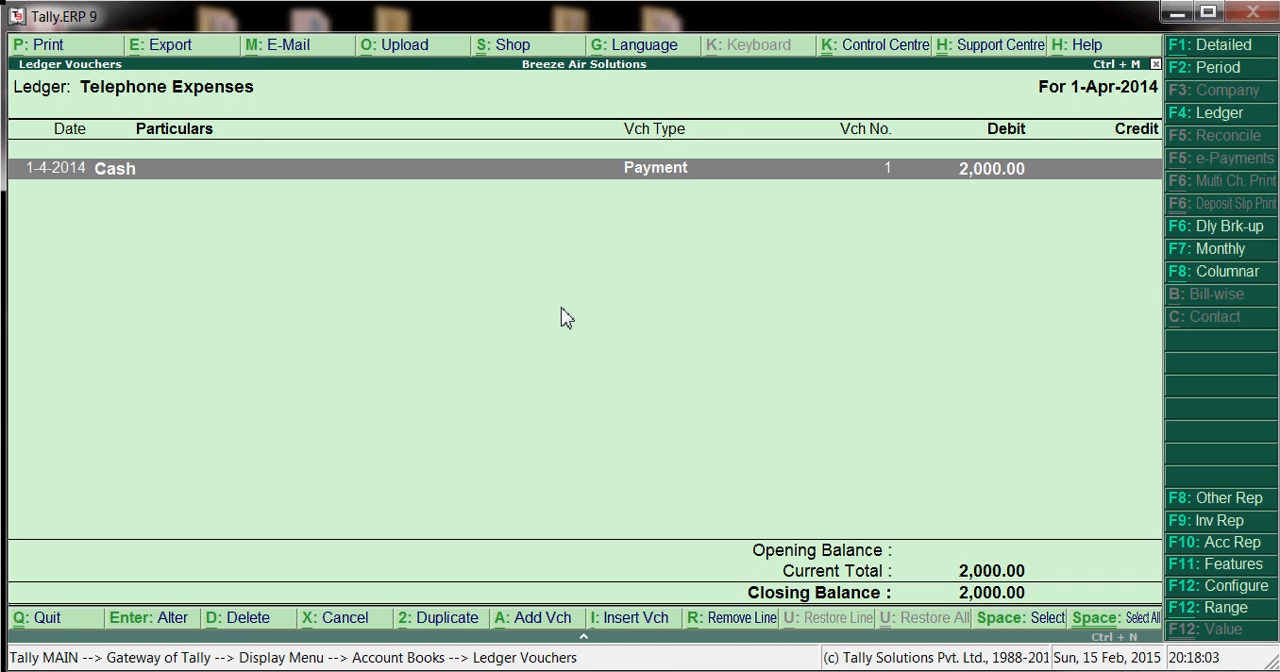 Tally.ERP 9
P: Print E: Export M: E-Mail O: Upload S: Shop G: Language K: Keyboard K: Control Centre H: Support Centre H: Help
Ledger Vouchers Breeze Air Solutions Ctrl + M
Ledger: Telephone Expenses For 1-Apr-2014
Date Particulars Vch Type Vch No. Debit Credit
1-4-2014 Cash Payment 1 2,000.00
Opening Balance :
Current Total : 2,000.00
Closing Balance : 2,000.00
F1: Detailed
F2: Period
F3: Company
F4: Ledger
F5: Reconcile
F5: e-Payments
F6: Multi Ch. Print
F6: Deposit Slip Print
F6: Dly Brk-up
F7: Monthly
F8: Columnar
B: Bill-wise
C: Contact
F8: Other Rep
F9: Inv Rep
F10: Acc Rep
F11: Features
F12: Configure
F12: Range
F12: Value
Q: Quit Enter: Alter D: Delete X: Cancel 2: Duplicate A: Add Vch I: Insert Vch R: Remove Line U: Restore Line U: Restore All Space: Select Space: Select All
Ctrl + N
Tally MAIN --> Gateway of Tally --> Display Menu --> Account Books --> Ledger Vouchers (c) Tally Solutions Pvt. Ltd., 1988-201 Sun, 15 Feb, 2015 20:18:03